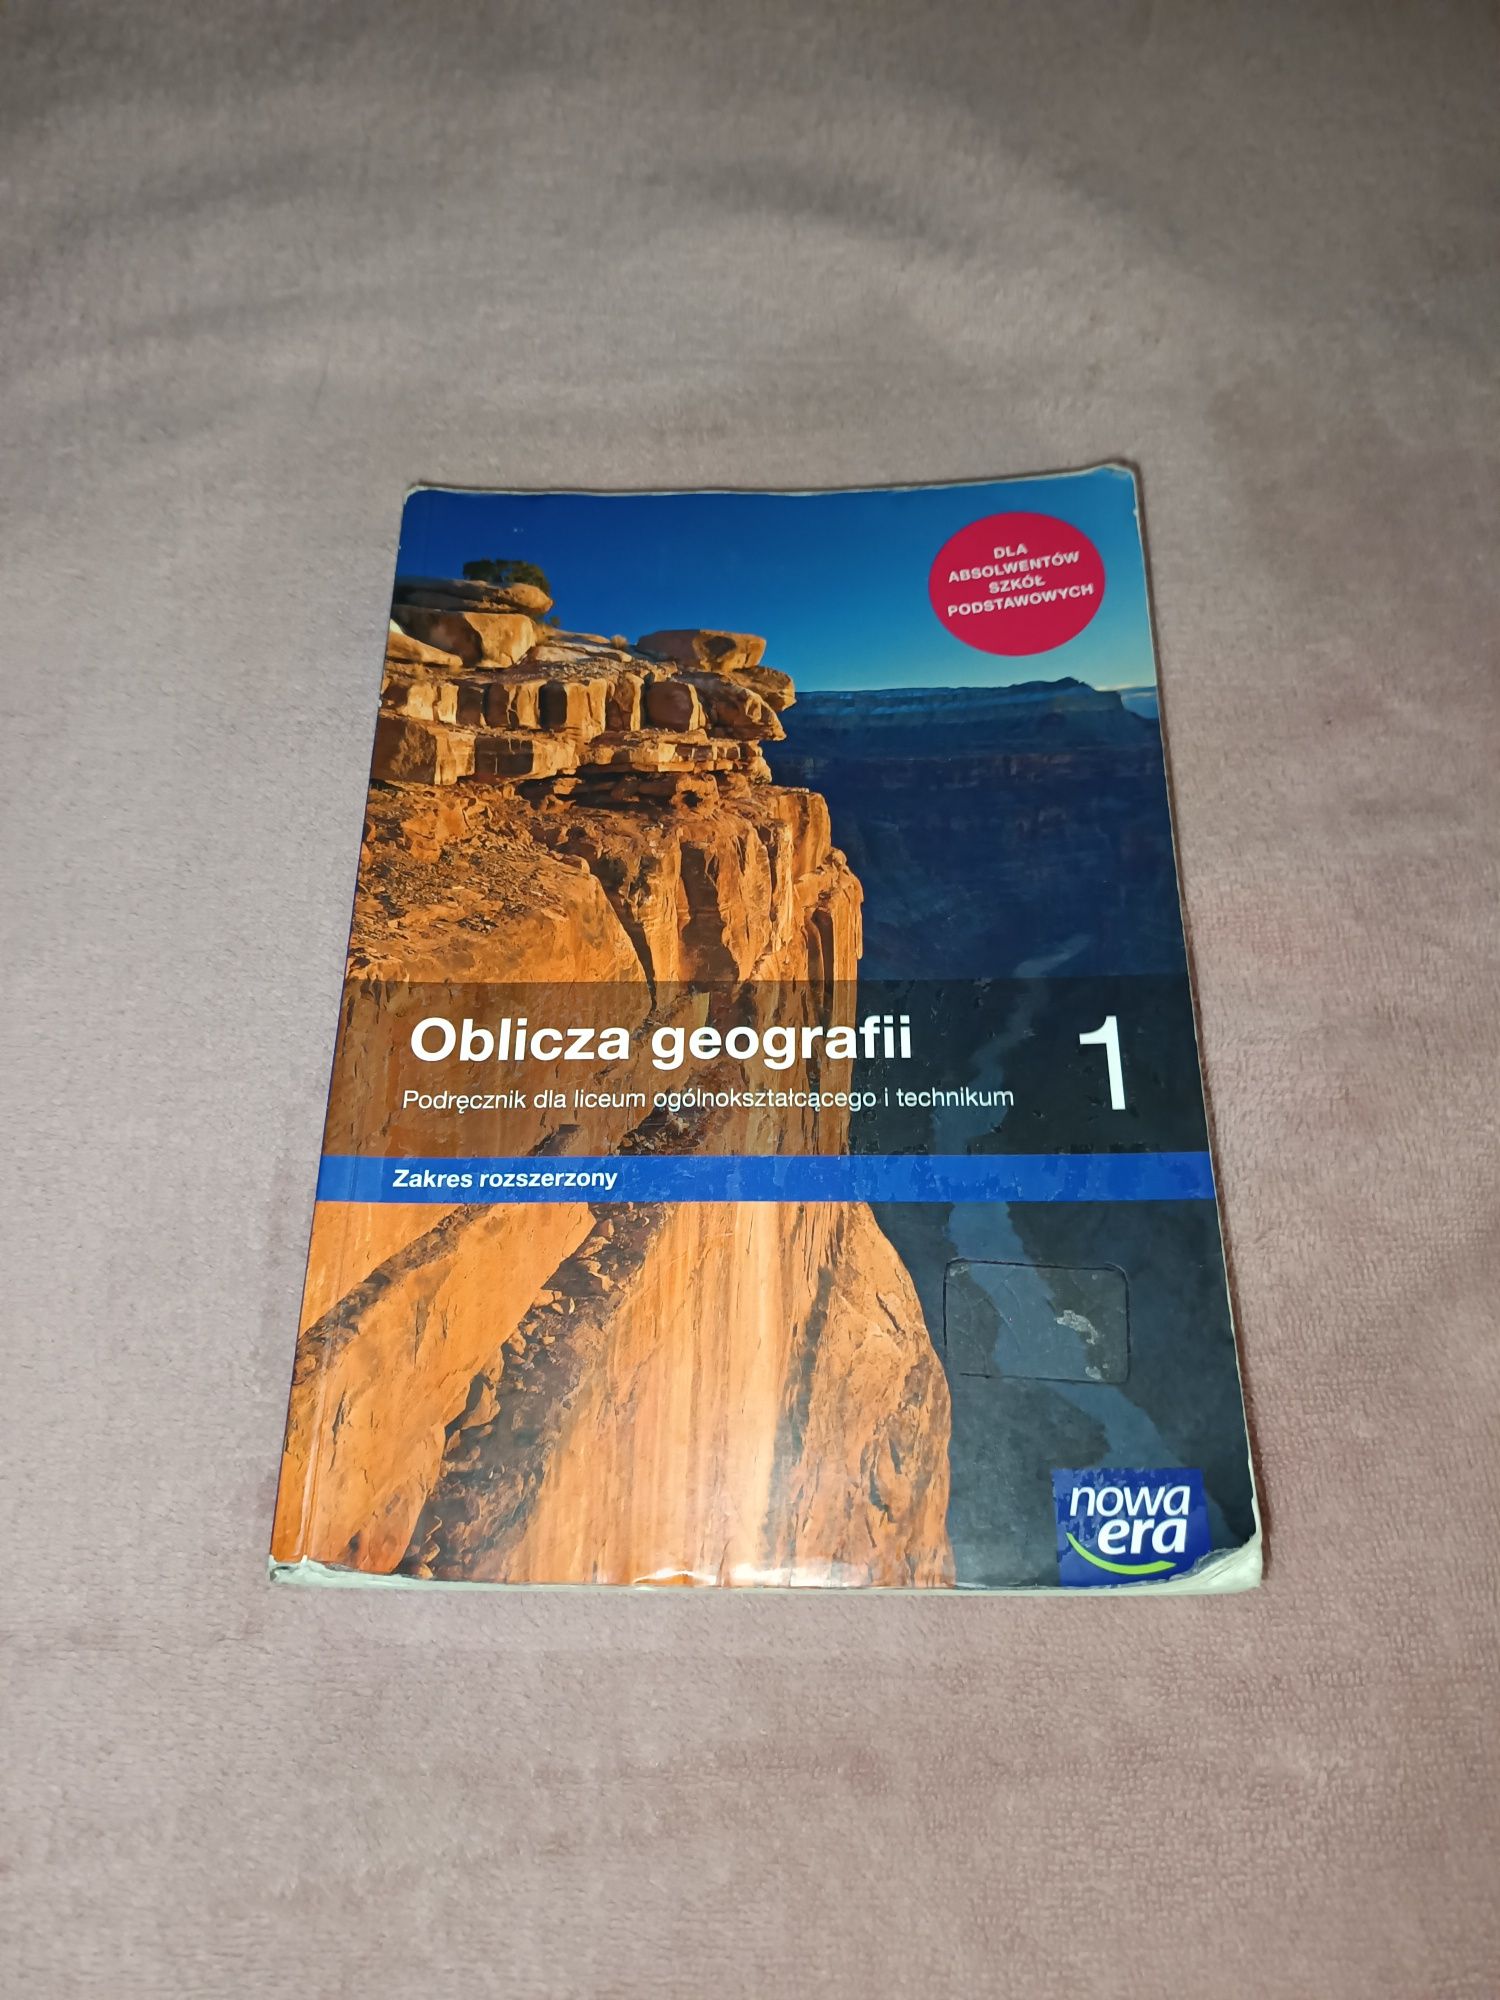 DLA
ABSOLWENTÓW
SZKÓŁ
PODSTAWOWYCH
Oblicza geografii 1
Podręcznik dla liceum ogólnokształcącego i technikum
Zakres rozszerzony
nowa
era